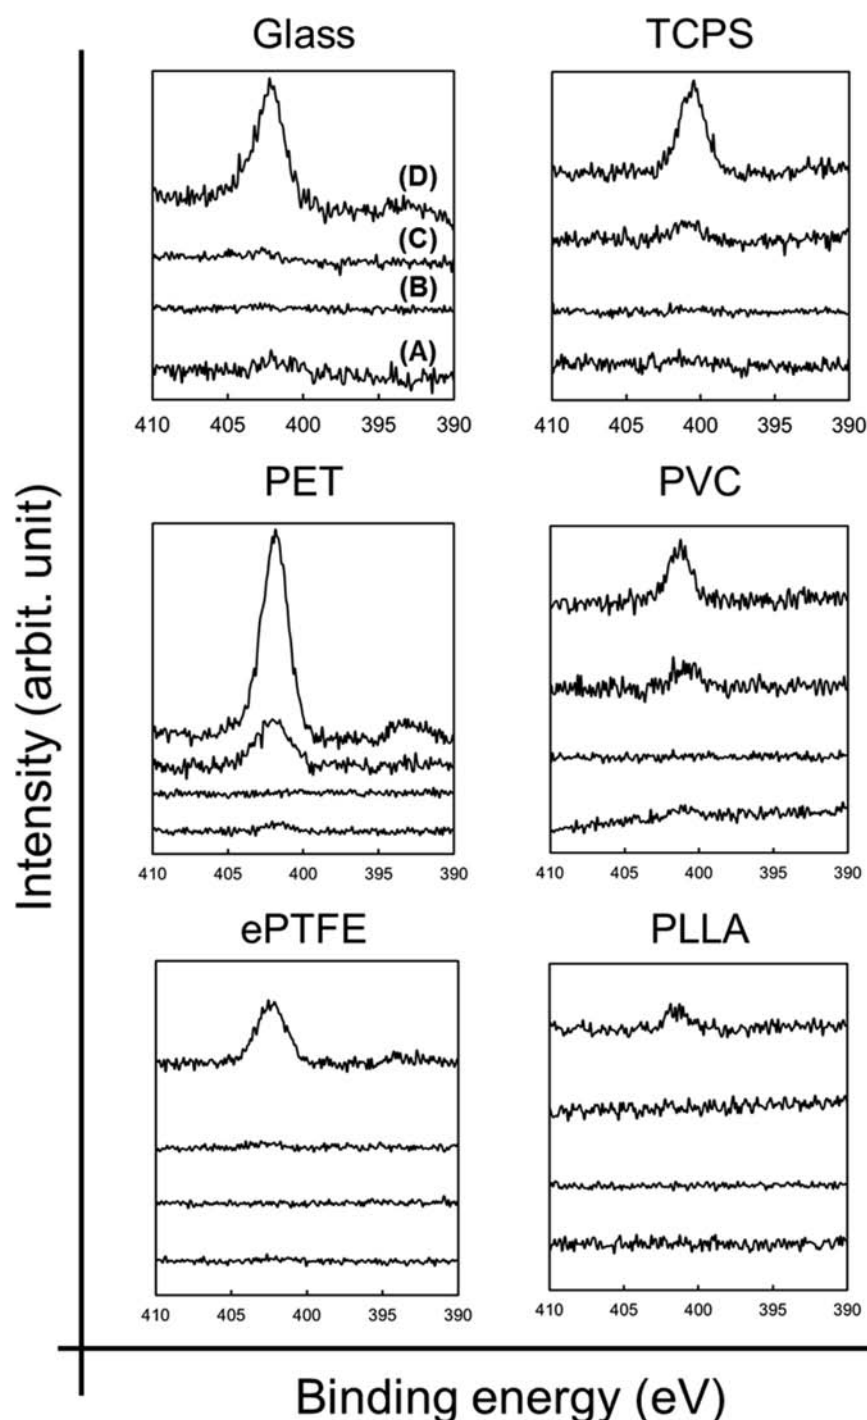 Glass TCPS
(D)
(C)
(B)
(A)
410 405 400 395 390 410 405 400 395 390
PET PVC
410 405 400 395 390 410 405 400 395 390
ePTFE PLLA
410 405 400 395 390 410 405 400 395 390
Intensity (arbit. unit)
Binding energy (eV)